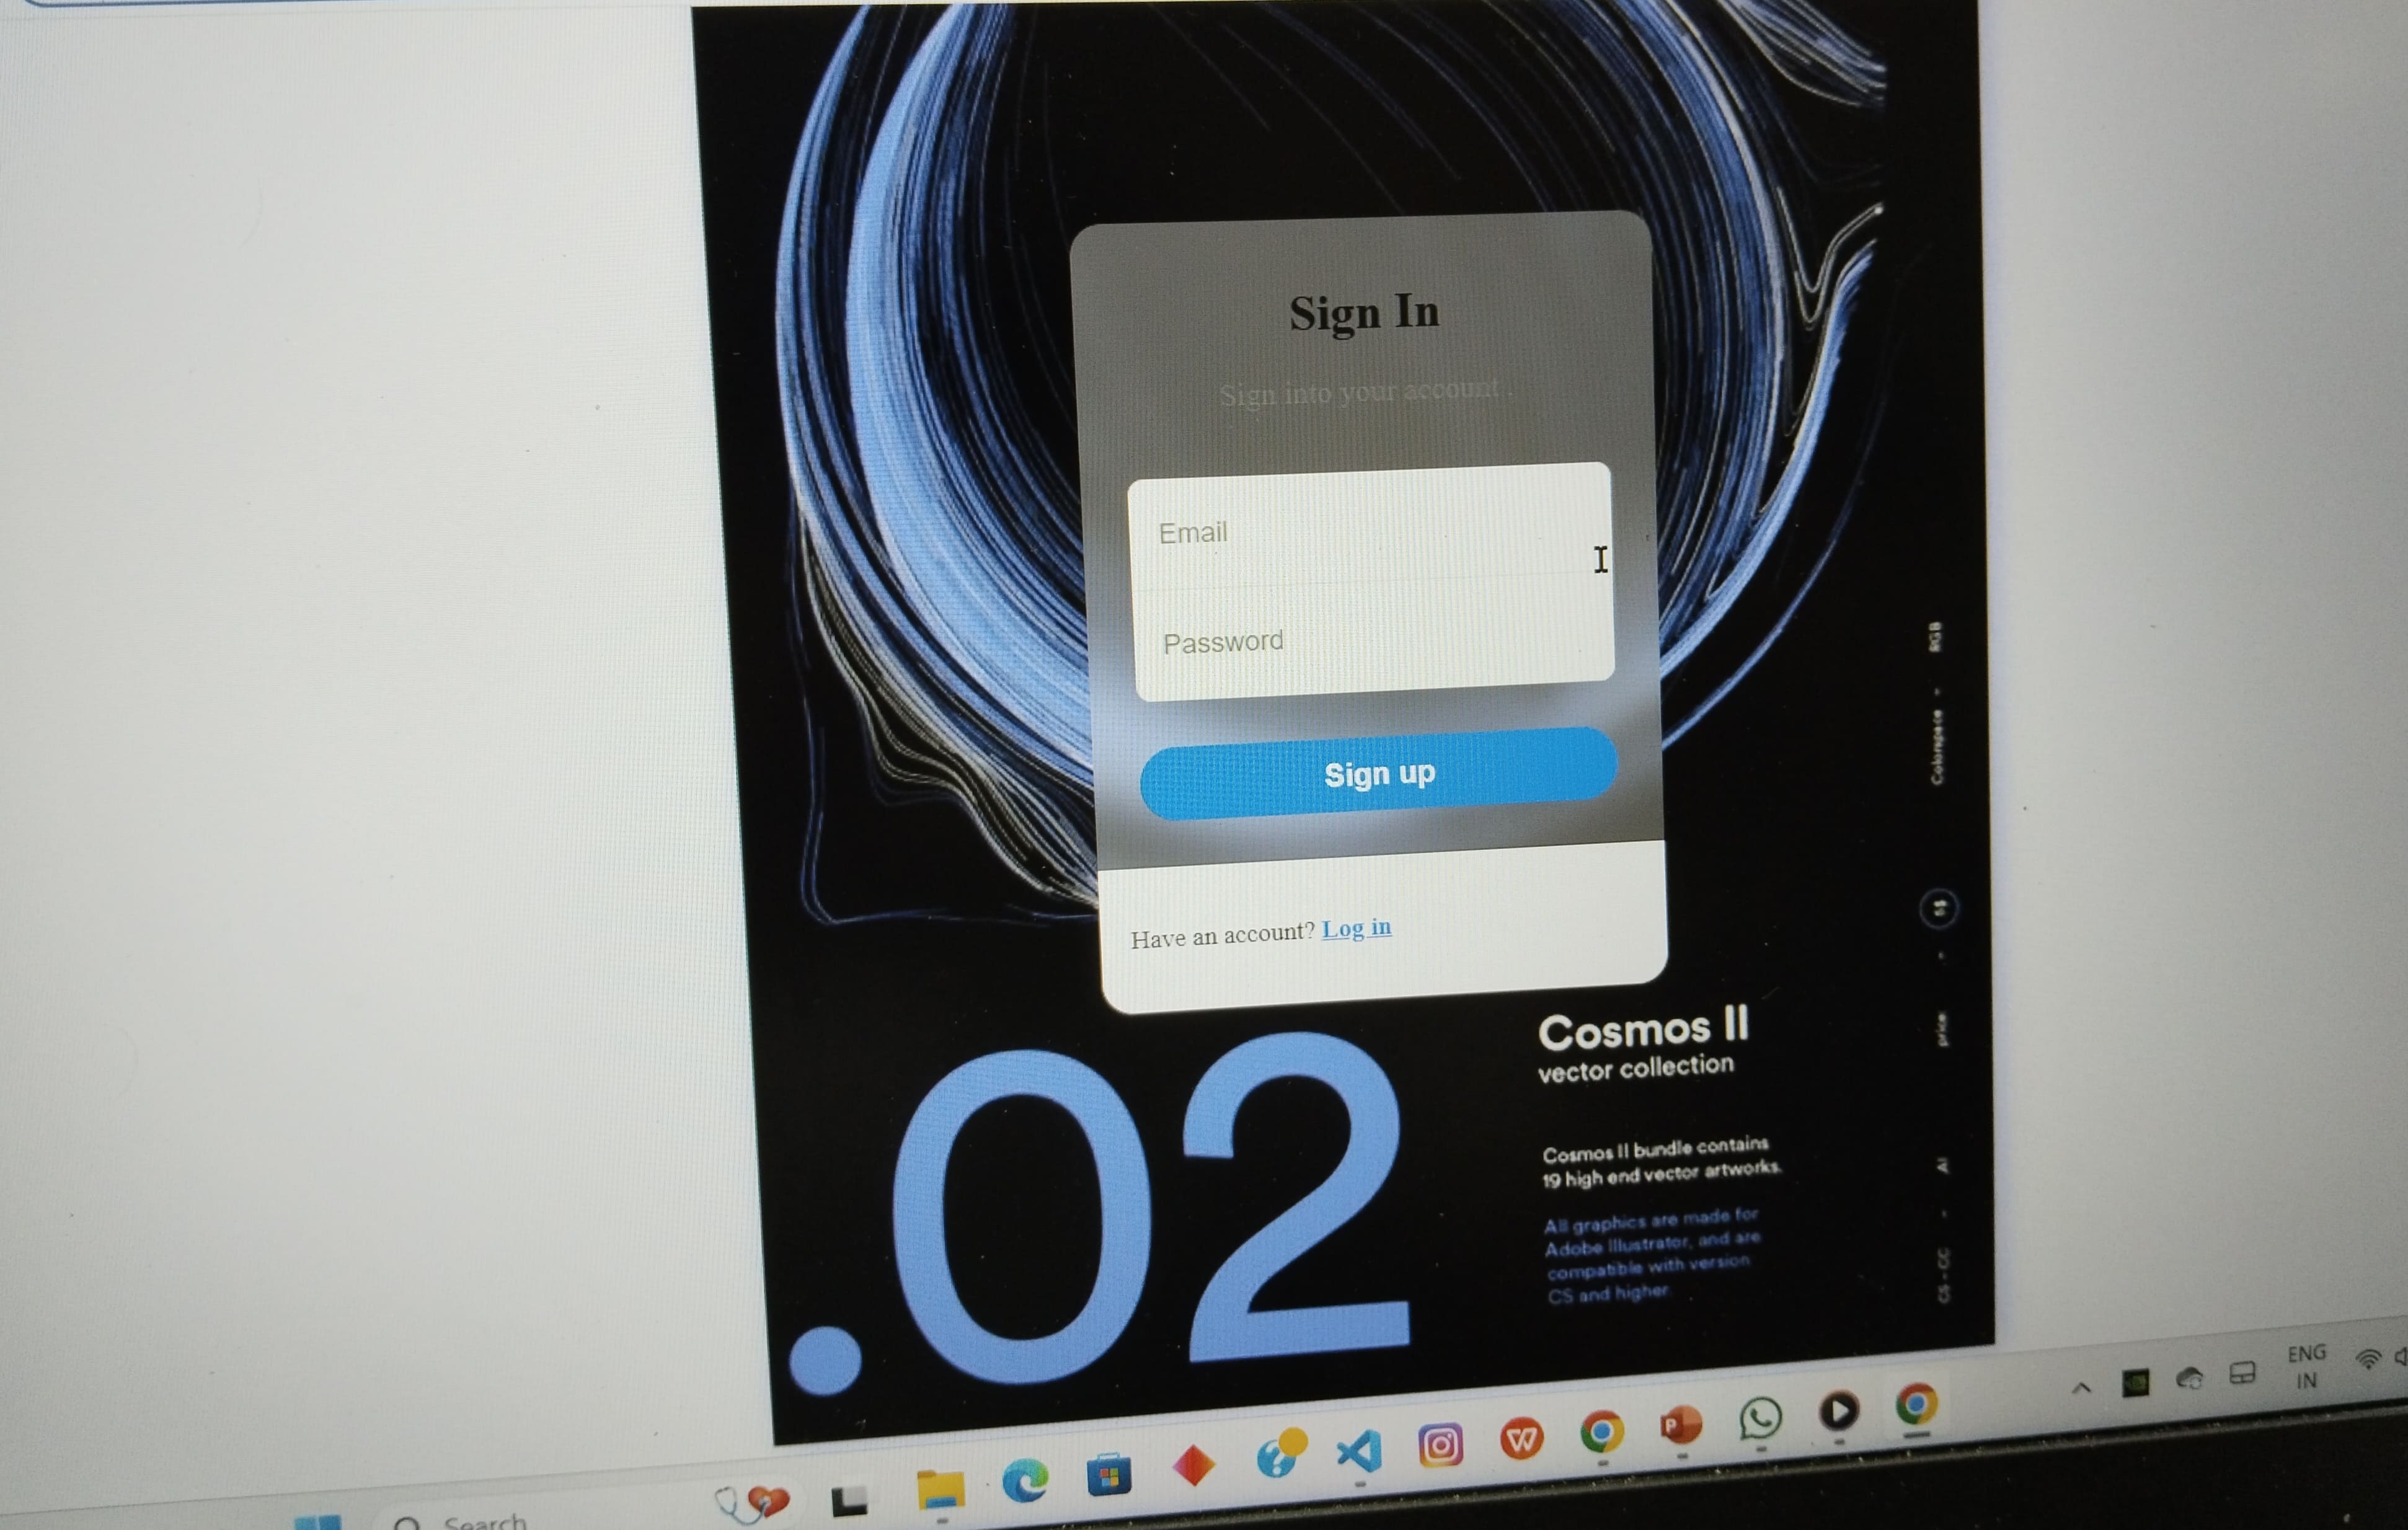 Sign In
Sign into your account .
Email
Password
Sign up
Have an account? Log in
.02
Cosmos II
vector collection
Cosmos II bundle contains
19 high end vector artworks.
All graphics are made for
Adobe Illustrator, and are
compatible with version
CS and higher
CS - CC - AI
price -
Colorspace - RGB
Search
ENG
IN